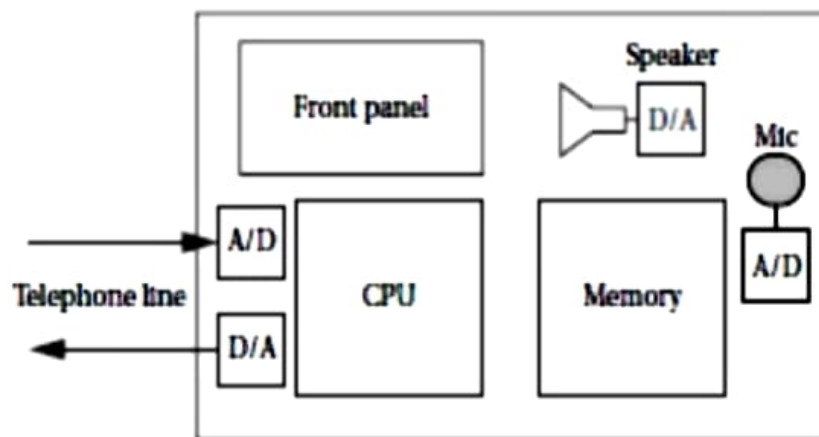 Speaker
Front panel
D/A
Mic
A/D
A/D
Telephone line
CPU
Memory
D/A